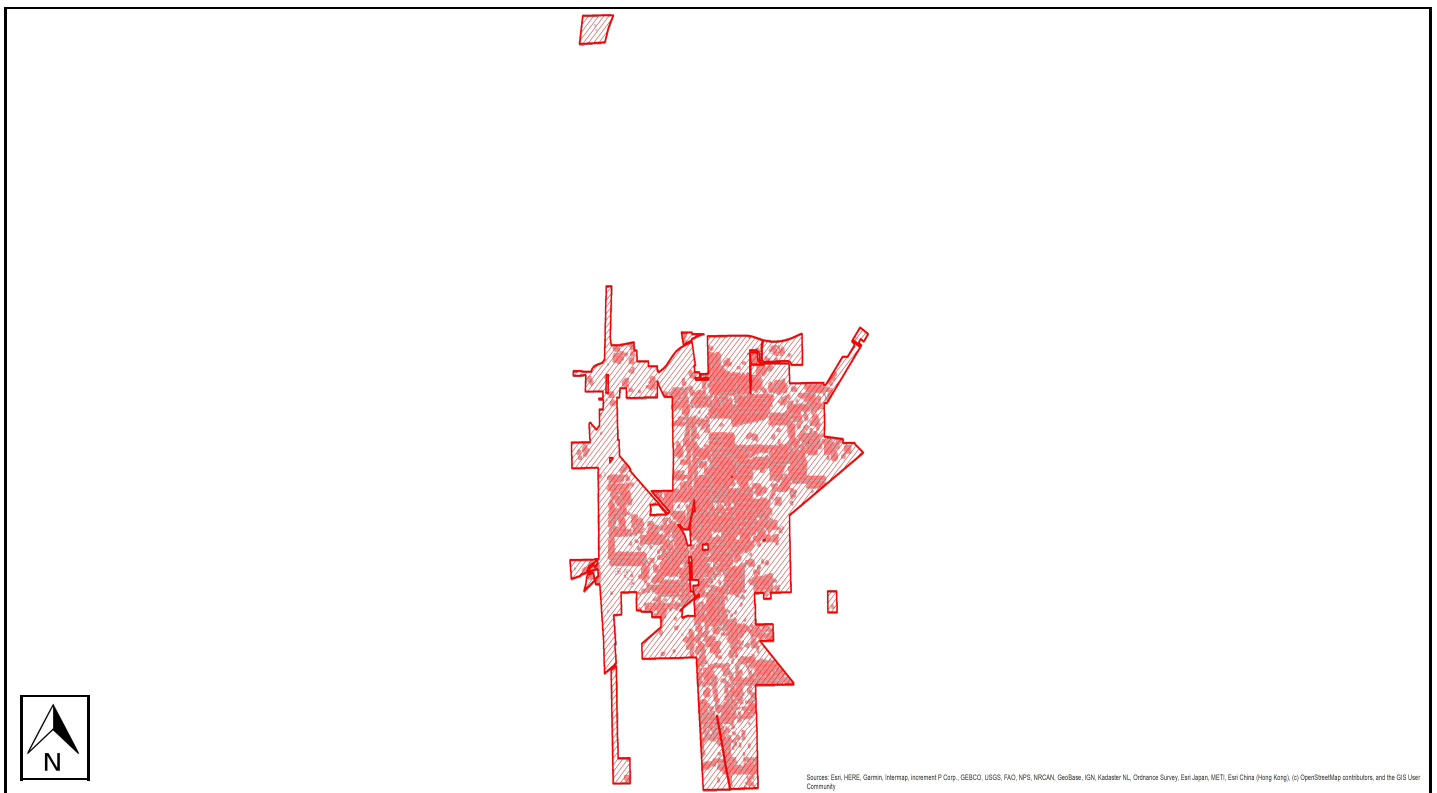 N
Sources: Esri, HERE, Garmin, Intermap, increment P Corp., GEBCO, USGS, FAO, NPS, NRCAN, GeoBase, IGN, Kadaster NL, Ordnance Survey, Esri Japan, METI, Esri China (Hong Kong), (c) OpenStreetMap contributors, and the GIS User
Community